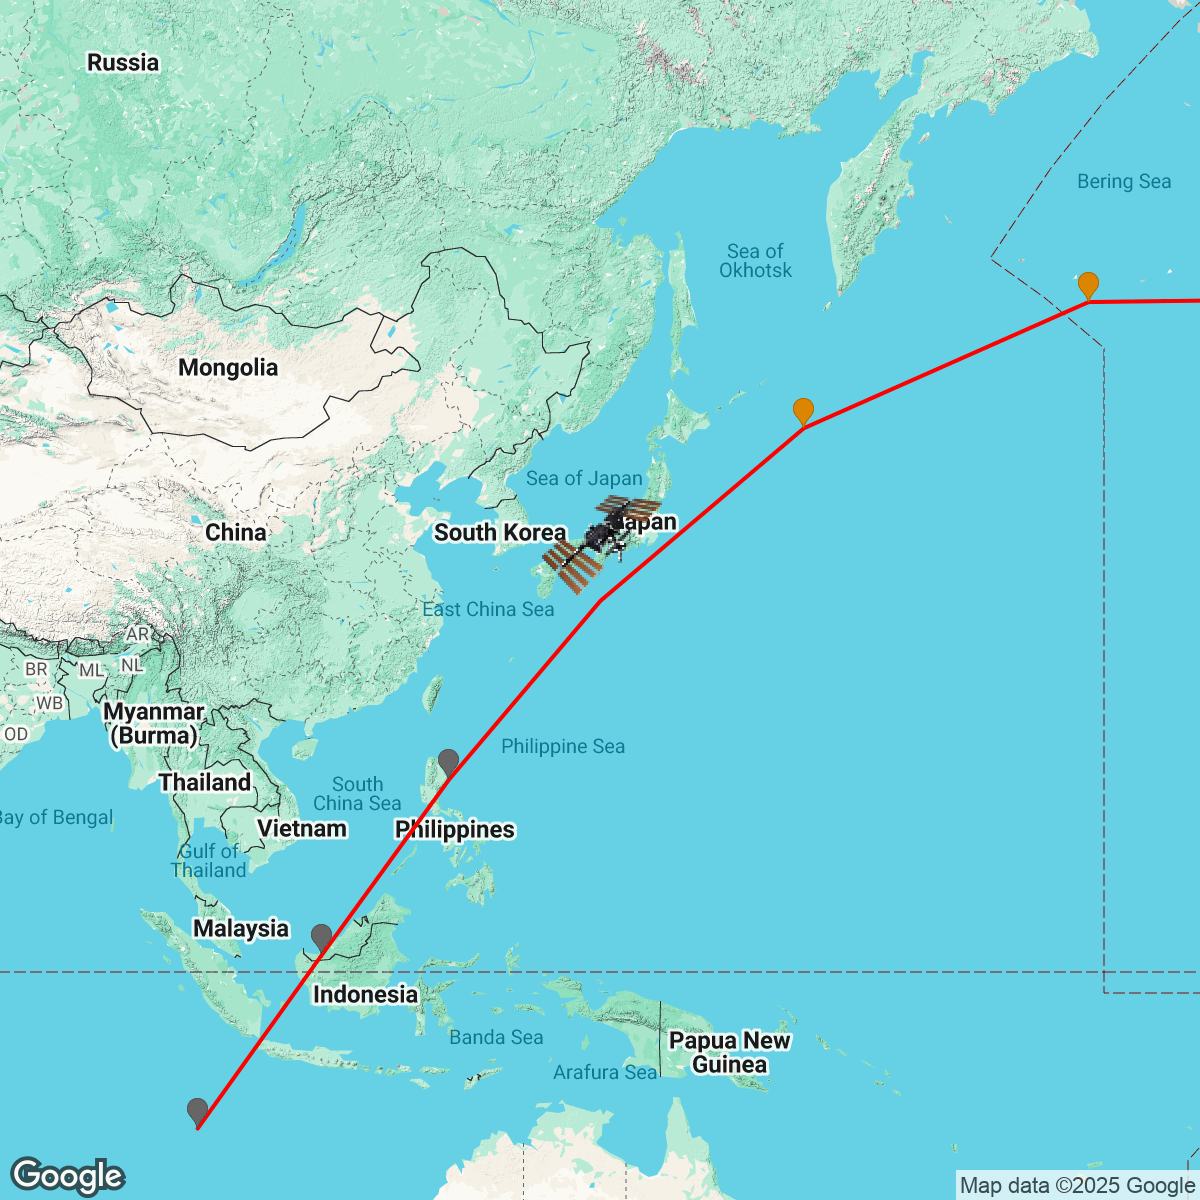 Russia
Bering Sea
Sea of
Okhotsk
Mongolia
Sea of Japan
Japan
China
South Korea
East China Sea
AR
BR
ML
NL
WB
OD
Myanmar
(Burma)
Philippine Sea
Thailand
South
China Sea
Bay of Bengal
Vietnam
Philippines
Gulf of
Thailand
Malaysia
Indonesia
Banda Sea
Papua New
Guinea
Arafura Sea
Google
Map data ©2025 Google